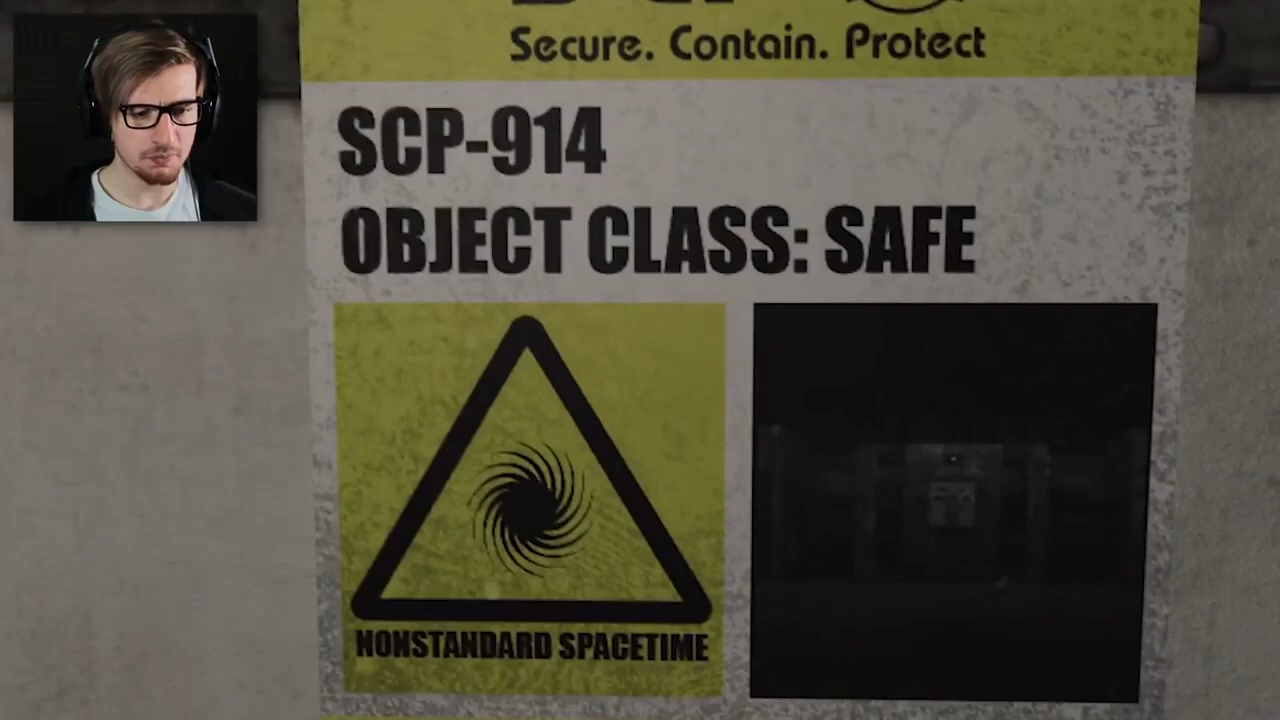 Secure. Contain. Protect
SCP-914
OBJECT CLASS: SAFE
NONSTANDARD SPACETIME